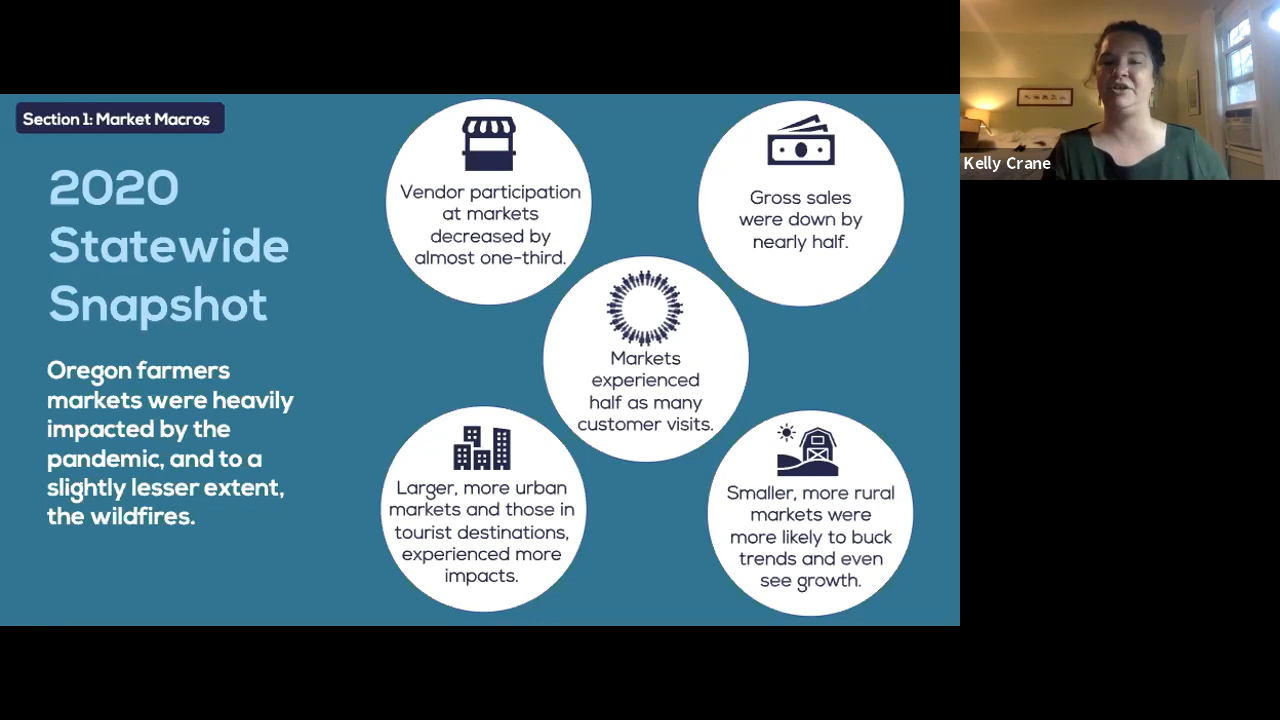 Section 1: Market Macros
2020
Statewide
Snapshot
Oregon farmers
markets were heavily
impacted by the
pandemic, and to a
slightly lesser extent,
the wildfires.
Vendor participation
at markets
decreased by
almost one-third.
Gross sales
were down by
nearly half.
Markets
experienced
half as many
customer visits.
Larger, more urban
markets and those in
tourist destinations,
experienced more
impacts.
Smaller, more rural
markets were
more likely to buck
trends and even
see growth.
Kelly Crane